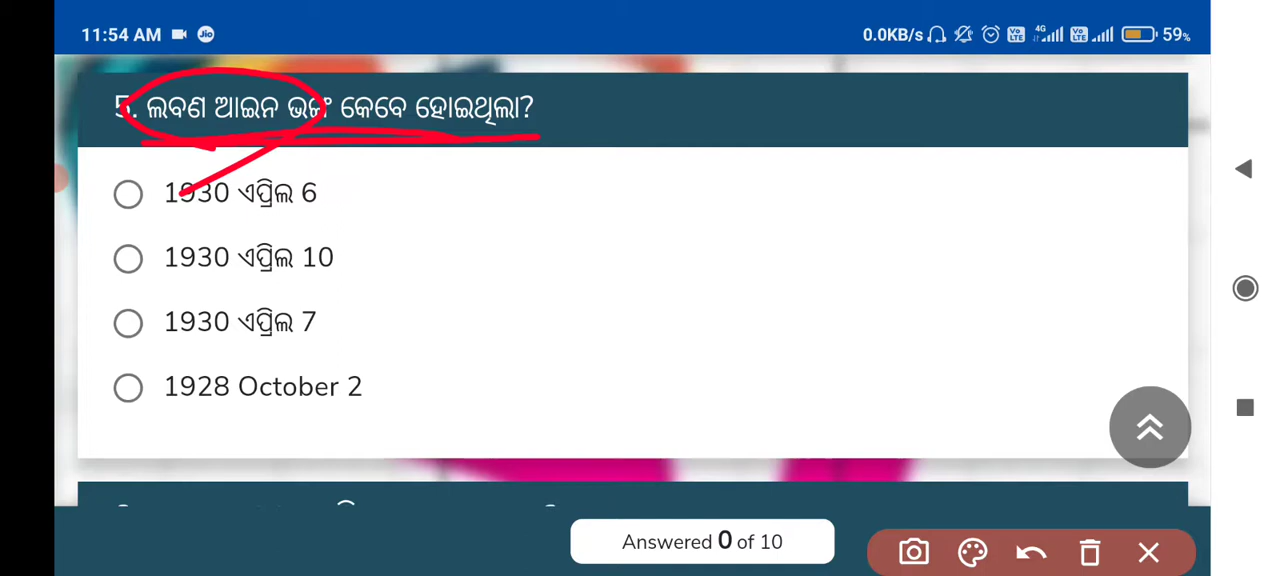 11:54 AM
0.0KB/s 4G 59%
5. ଲବଣ ଆଇନ ଭଙ୍ଗ କେବେ ହୋଇଥିଲା?
1930 ଏପ୍ରିଲ 6
1930 ଏପ୍ରିଲ 10
1930 ଏପ୍ରିଲ 7
1928 October 2
Answered 0 of 10